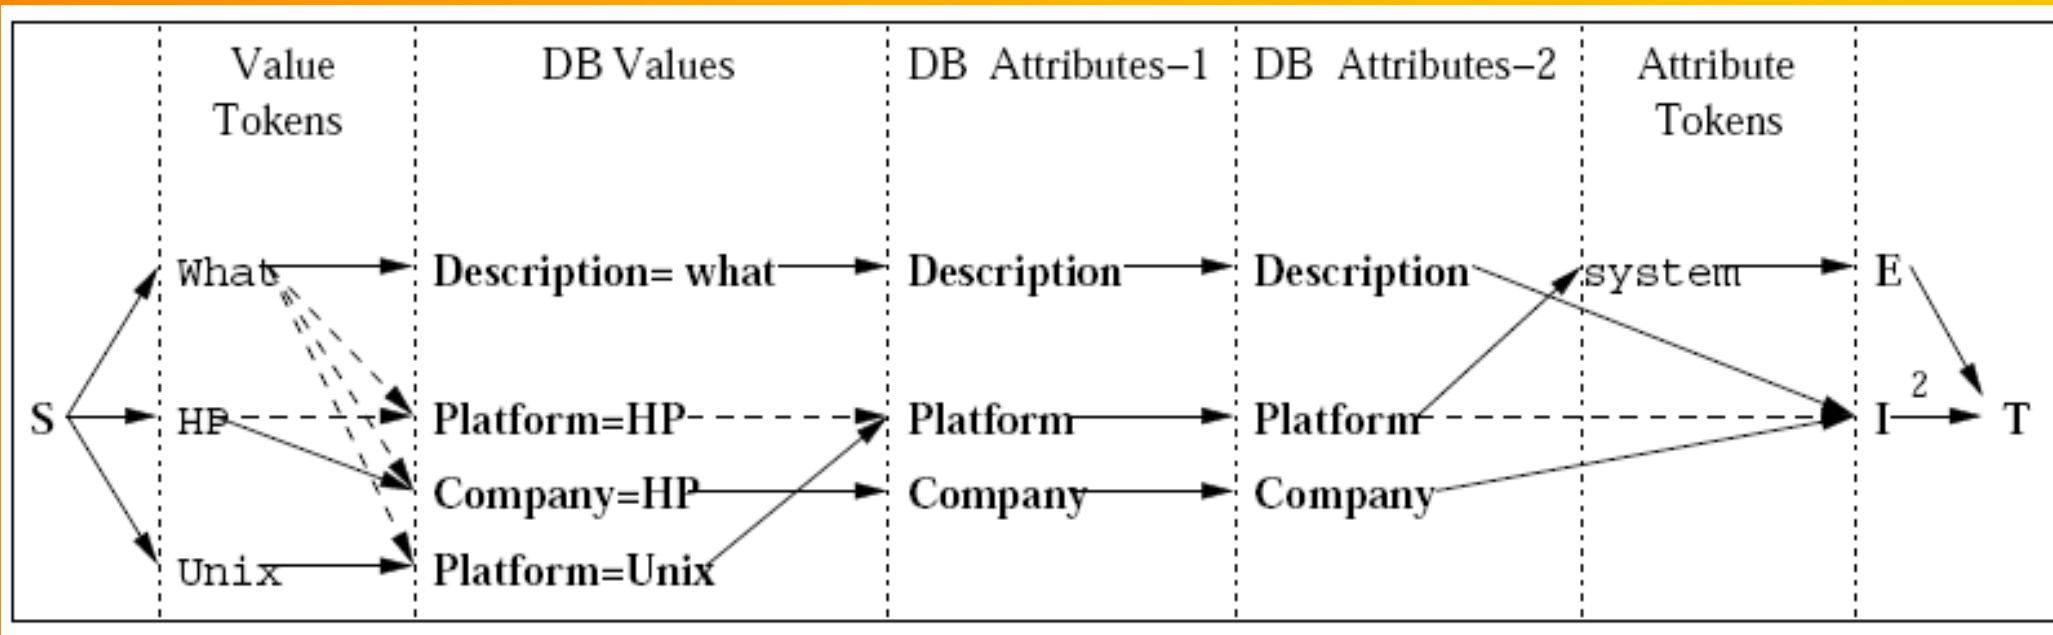 Value DB Values DB Attributes–1 DB Attributes–2 Attribute
Tokens Tokens
What Description= what Description Description system E
2
S HP Platform=HP Platform Platform I T
Company=HP Company Company
Unix Platform=Unix